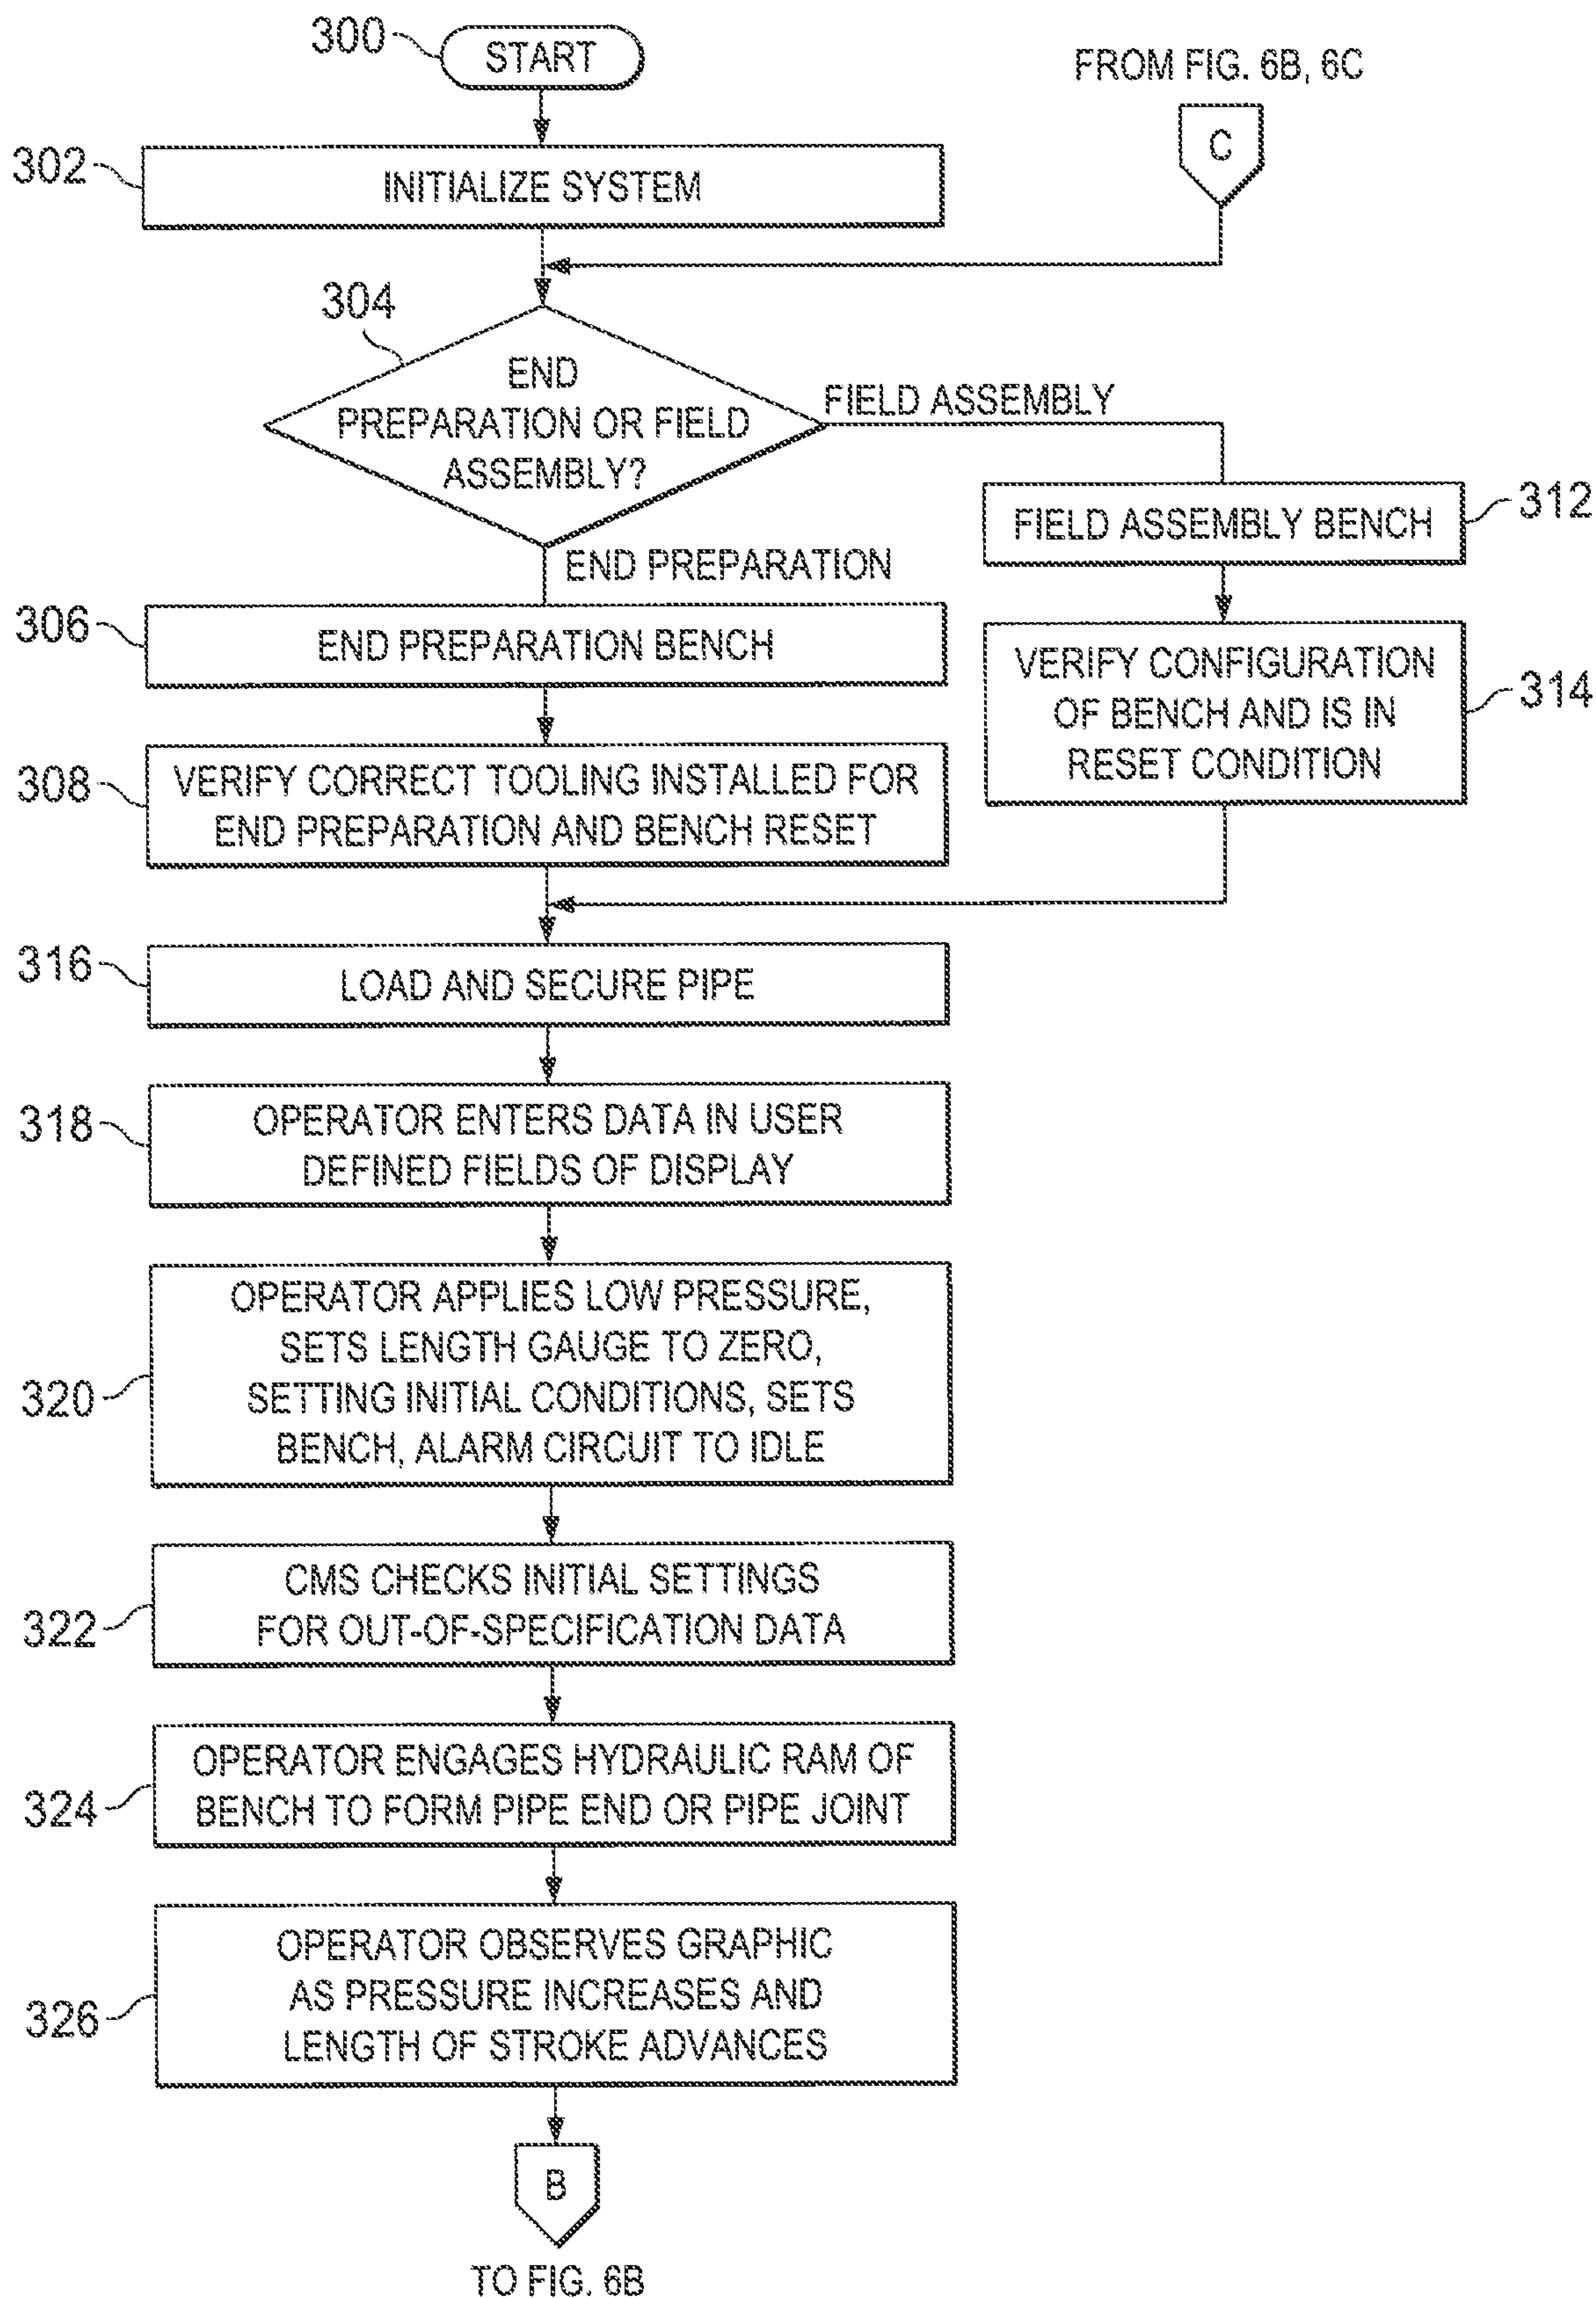 300
START
FROM FIG. 6B, 6C
C
302
INITIALIZE SYSTEM
304
END
PREPARATION OR FIELD
ASSEMBLY?
FIELD ASSEMBLY
END PREPARATION
312
FIELD ASSEMBLY BENCH
306
END PREPARATION BENCH
314
VERIFY CONFIGURATION
OF BENCH AND IS IN
RESET CONDITION
308
VERIFY CORRECT TOOLING INSTALLED FOR
END PREPARATION AND BENCH RESET
316
LOAD AND SECURE PIPE
318
OPERATOR ENTERS DATA IN USER
DEFINED FIELDS OF DISPLAY
320
OPERATOR APPLIES LOW PRESSURE,
SETS LENGTH GAUGE TO ZERO,
SETTING INITIAL CONDITIONS, SETS
BENCH, ALARM CIRCUIT TO IDLE
322
CMS CHECKS INITIAL SETTINGS
FOR OUT-OF-SPECIFICATION DATA
324
OPERATOR ENGAGES HYDRAULIC RAM OF
BENCH TO FORM PIPE END OR PIPE JOINT
326
OPERATOR OBSERVES GRAPHIC
AS PRESSURE INCREASES AND
LENGTH OF STROKE ADVANCES
B
TO FIG. 6B